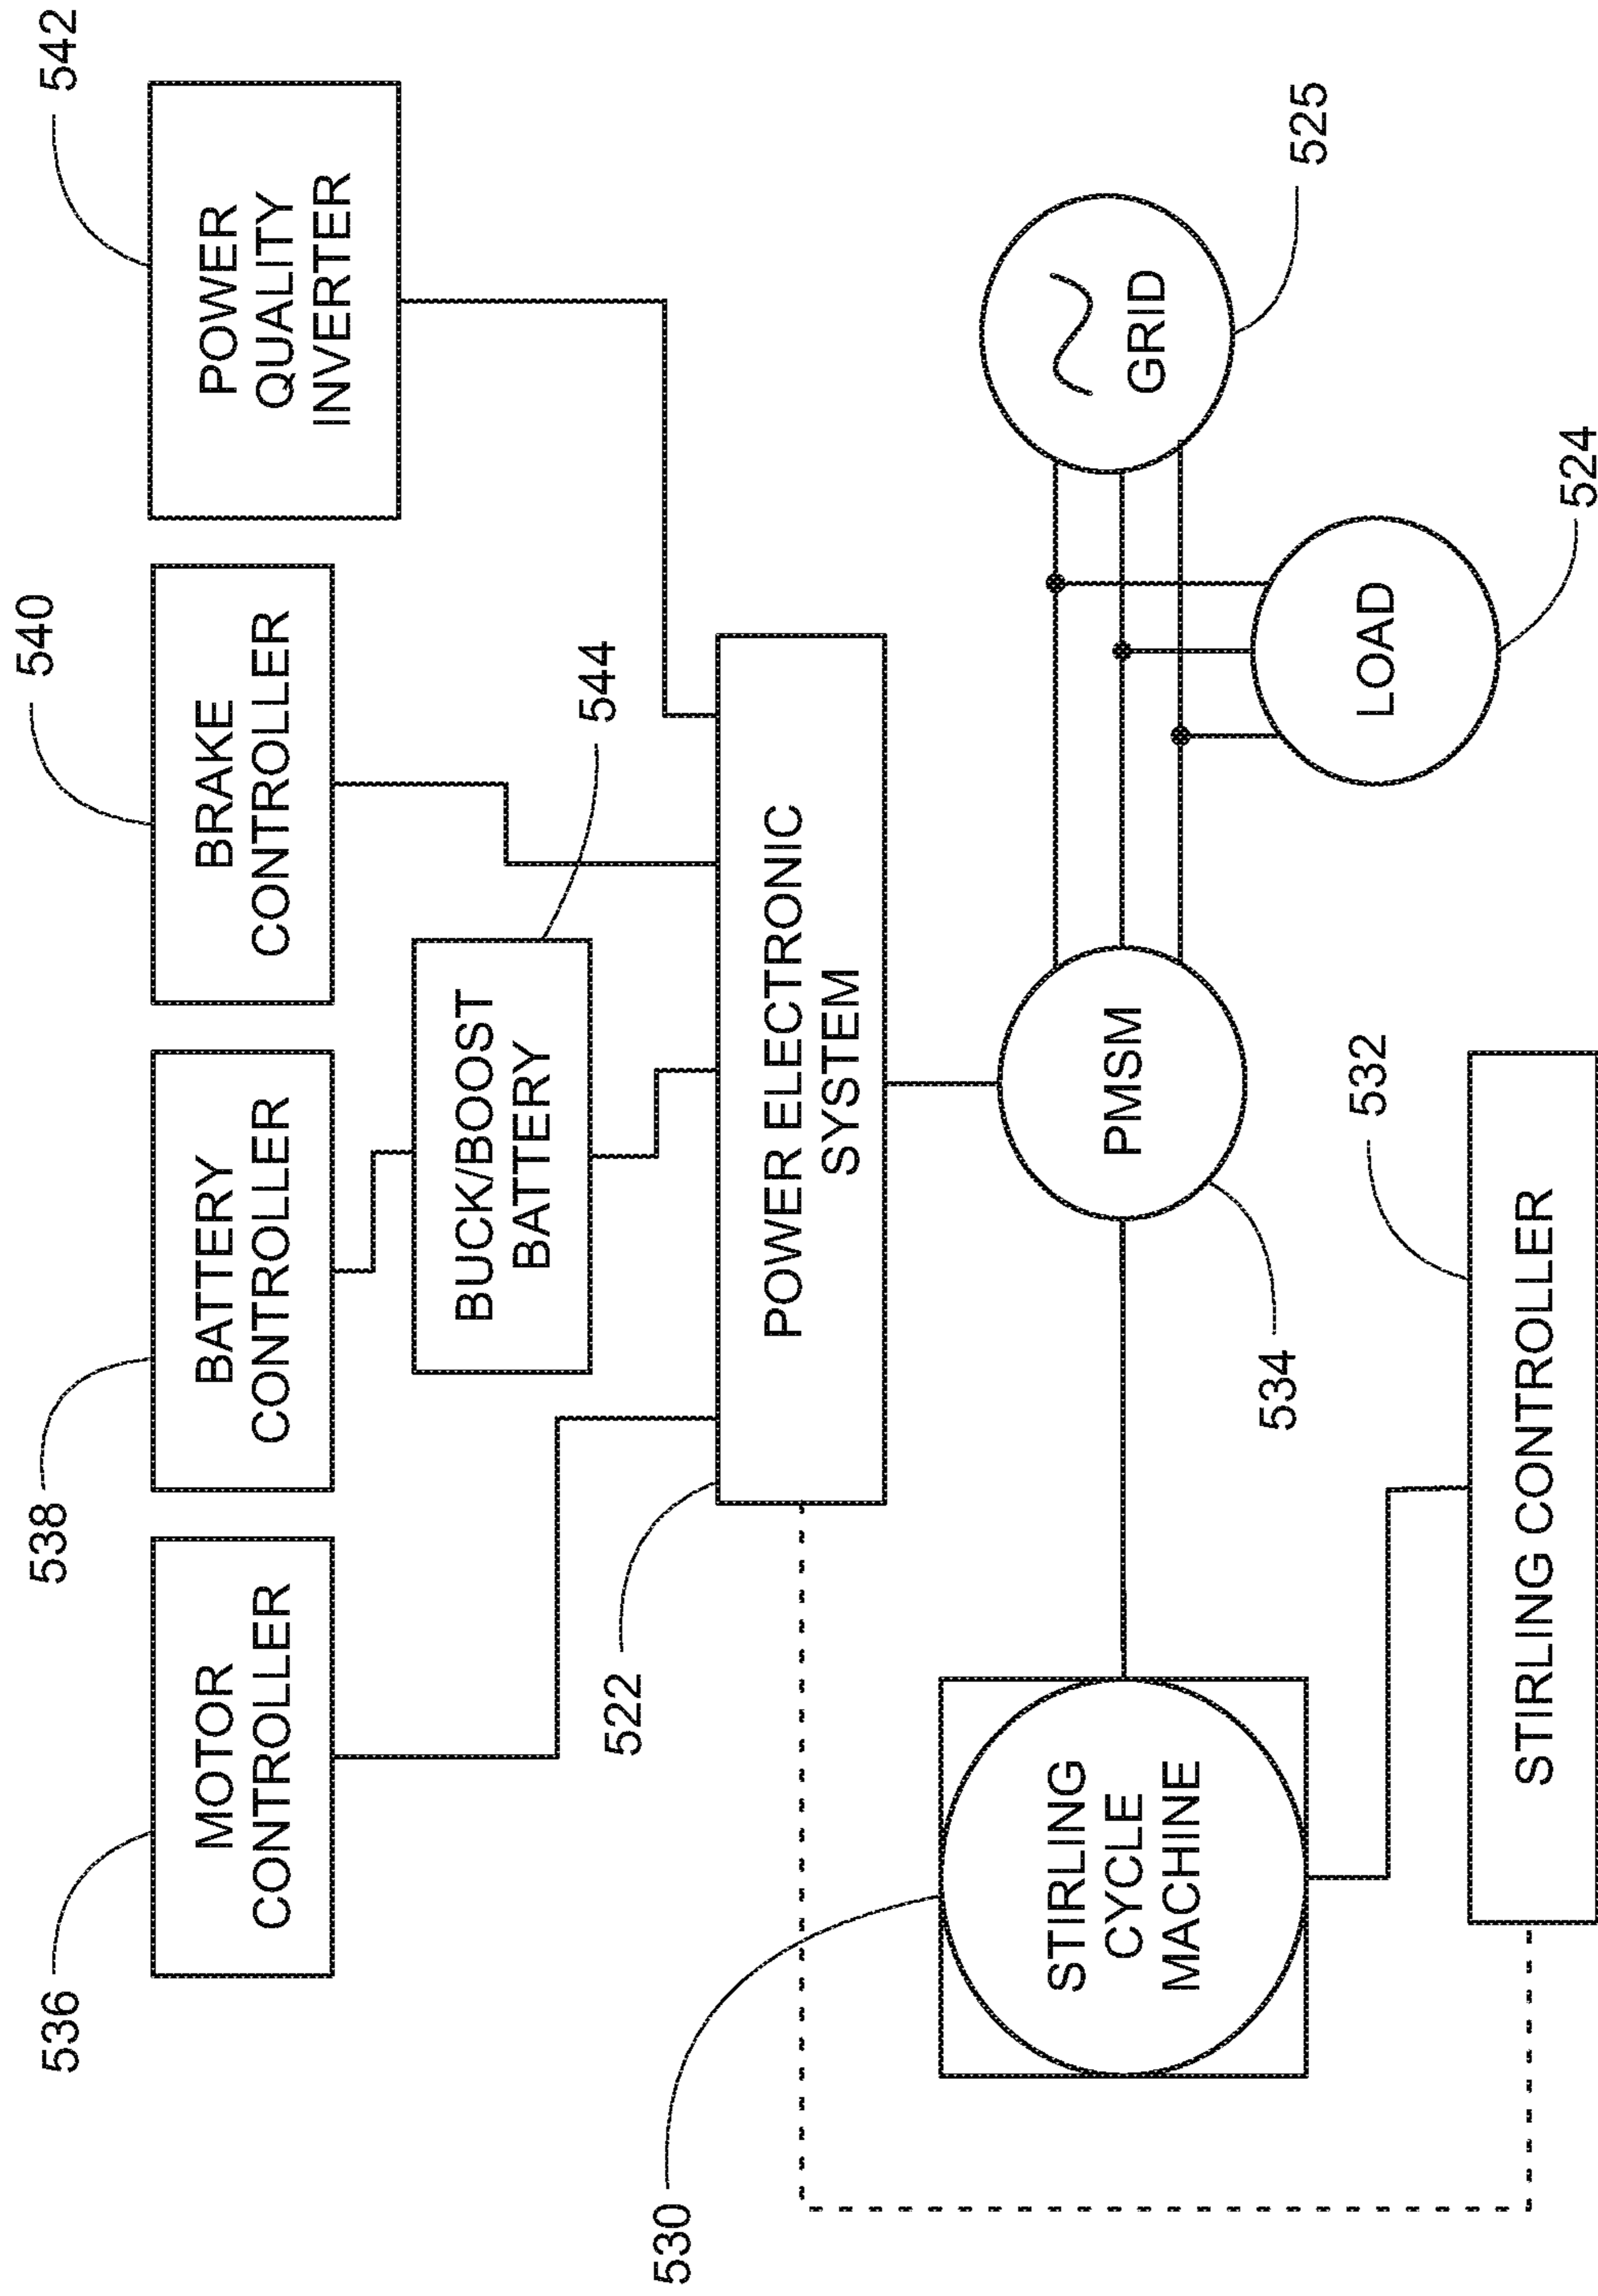 536
538
540
542
MOTOR
CONTROLLER
BATTERY
CONTROLLER
BRAKE
CONTROLLER
POWER
QUALITY
INVERTER
BUCK/BOOST
BATTERY
544
522
POWER ELECTRONIC
SYSTEM
530
STIRLING
CYCLE
MACHINE
PMSM
534
GRID
525
LOAD
524
532
STIRLING CONTROLLER